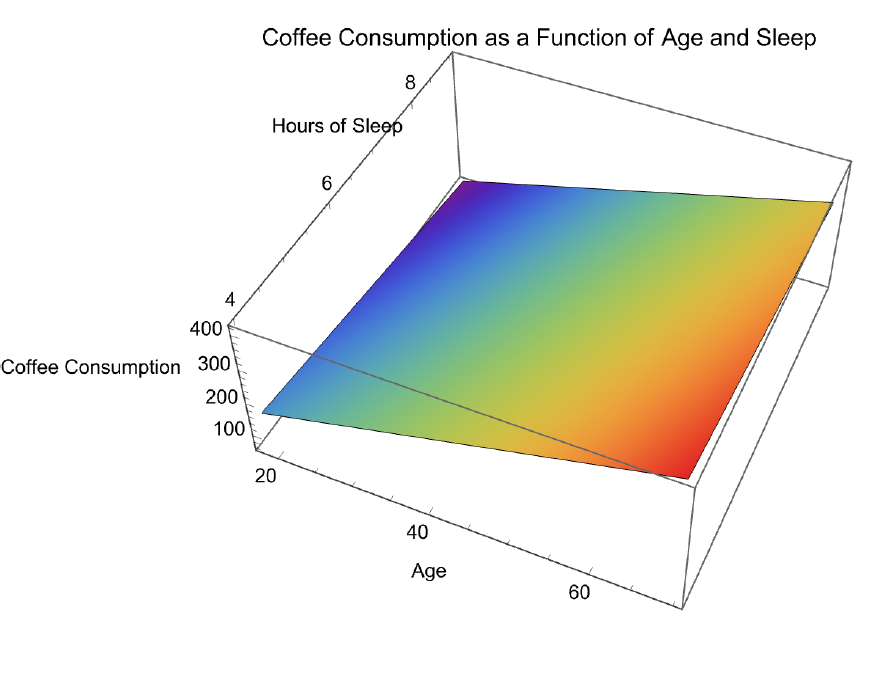 Coffee Consumption as a Function of Age and Sleep
8
Hours of Sleep
6
4
400
300
Coffee Consumption
200
100
20
40
Age
60